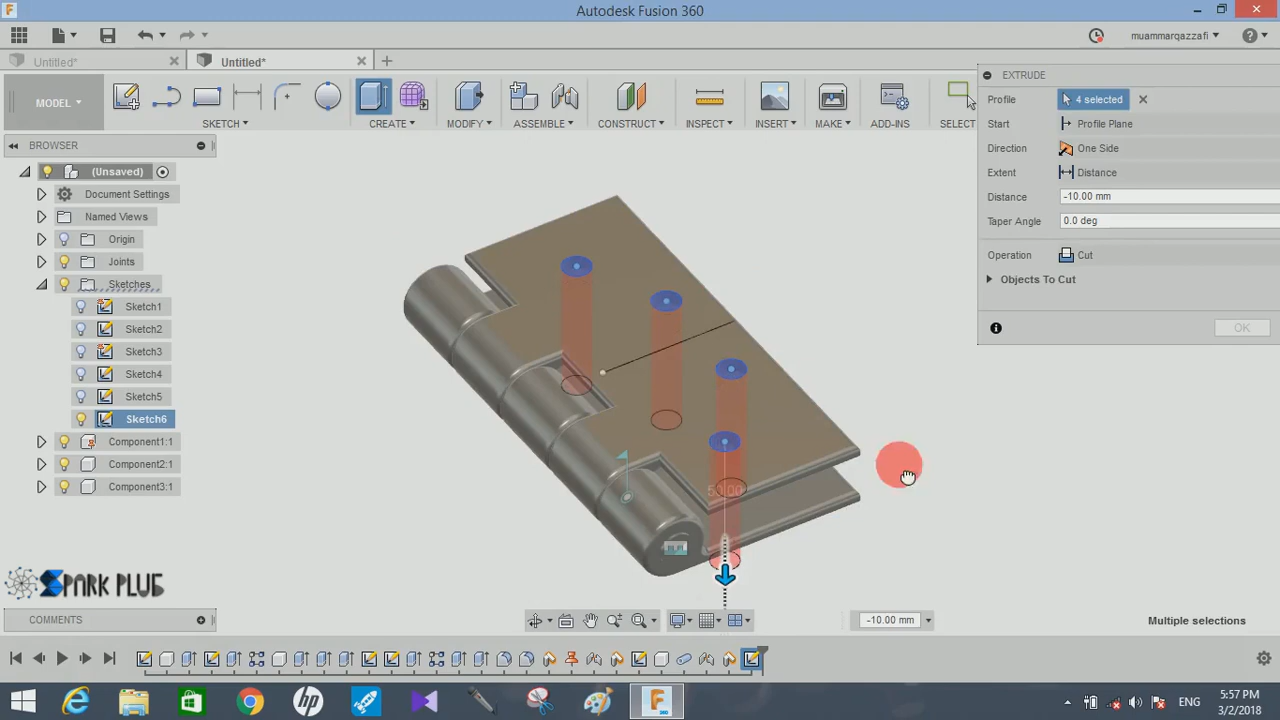 Autodesk Fusion 360
muammarqazzafi
Untitled*
Untitled*
MODEL
SKETCH
CREATE
MODIFY
ASSEMBLE
CONSTRUCT
INSPECT
INSERT
MAKE
ADD-INS
SELECT
EXTRUDE
Profile 4 selected
Start Profile Plane
Direction One Side
Extent Distance
Distance -10.00 mm
Taper Angle 0.0 deg
Operation Cut
Objects To Cut
OK
BROWSER
(Unsaved)
Document Settings
Named Views
Origin
Joints
Sketches
Sketch1
Sketch2
Sketch3
Sketch4
Sketch5
Sketch6
Component1:1
Component2:1
Component3:1
50.00
SPARK PLUG
COMMENTS
-10.00 mm
Multiple selections
ENG
5:57 PM
3/2/2018